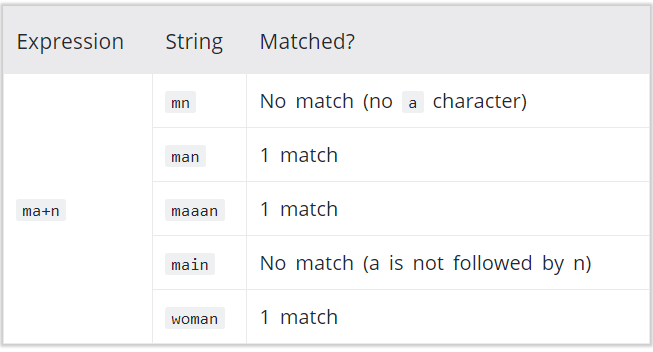 Expression String Matched?
mn No match (no a character)
man 1 match
ma+n maaan 1 match
main No match (a is not followed by n)
woman 1 match